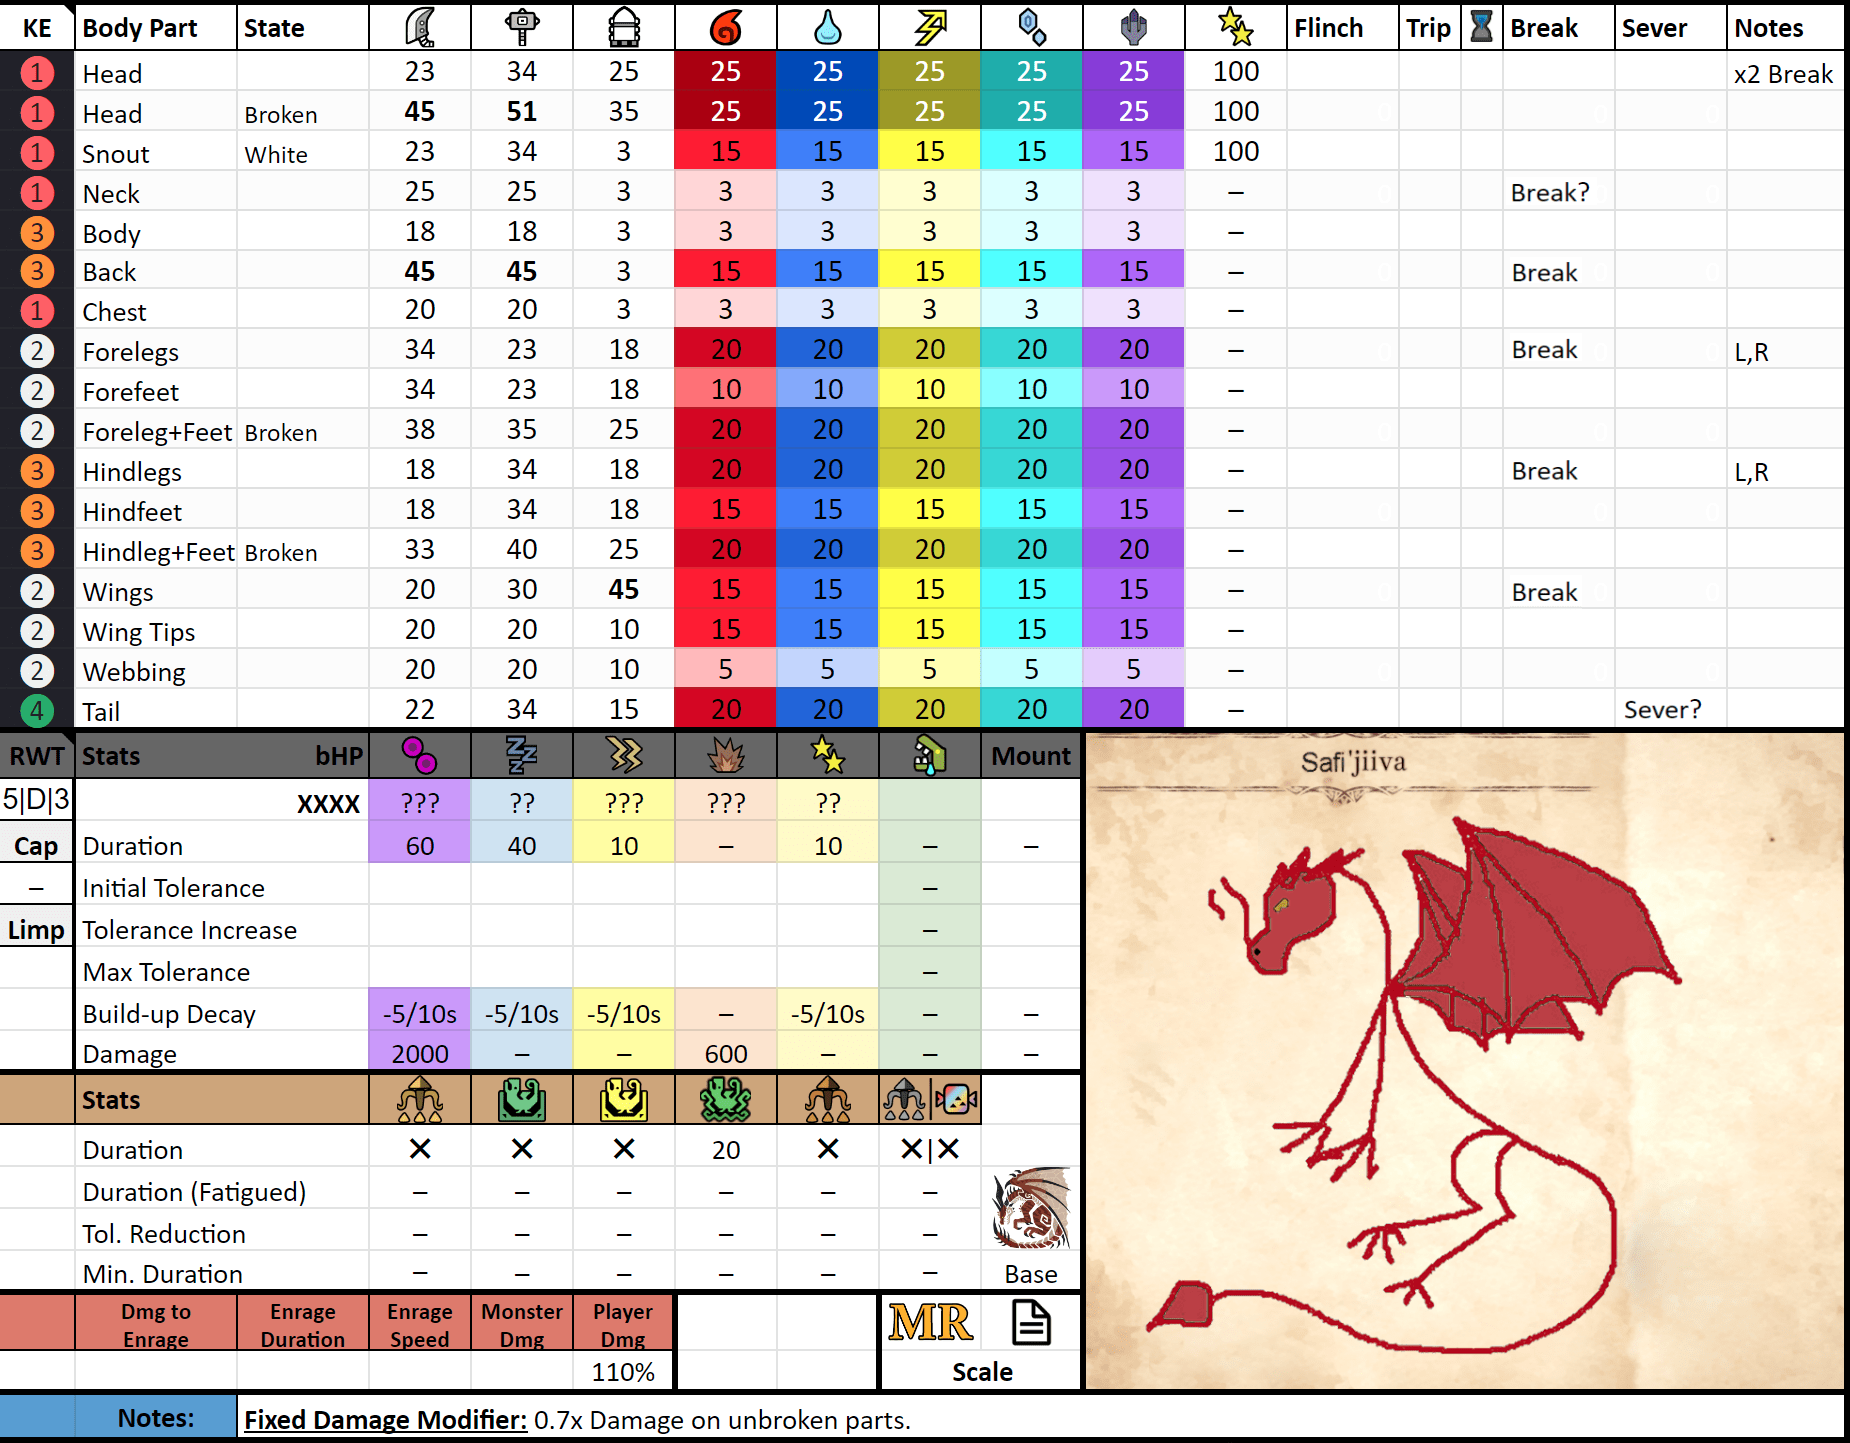 KE Body Part State Flinch Trip Break Sever Notes
1 Head 23 34 25 25 25 25 25 25 100 x2 Break
1 Head Broken 45 51 35 25 25 25 25 25 100
1 Snout White 23 34 3 15 15 15 15 15 100
1 Neck 25 25 3 3 3 3 3 3 – Break?
3 Body 18 18 3 3 3 3 3 3 –
3 Back 45 45 3 15 15 15 15 15 – Break
1 Chest 20 20 3 3 3 3 3 3 –
2 Forelegs 34 23 18 20 20 20 20 20 – Break L,R
2 Forefeet 34 23 18 10 10 10 10 10 –
2 Foreleg+Feet Broken 38 35 25 20 20 20 20 20 –
3 Hindlegs 18 34 18 20 20 20 20 20 – Break L,R
3 Hindfeet 18 34 18 15 15 15 15 15 –
3 Hindleg+Feet Broken 33 40 25 20 20 20 20 20 –
2 Wings 20 30 45 15 15 15 15 15 – Break
2 Wing Tips 20 20 10 15 15 15 15 15 –
2 Webbing 20 20 10 5 5 5 5 5 –
4 Tail 22 34 15 20 20 20 20 20 – Sever?
RWT Stats bHP Mount
5|D|3 XXXX ??? ?? ??? ??? ??
Cap Duration 60 40 10 – 10 – –
– Initial Tolerance –
Limp Tolerance Increase –
Max Tolerance –
Build-up Decay -5/10s -5/10s -5/10s – -5/10s – –
Damage 2000 – – 600 – – –
Stats
Duration ✕ ✕ ✕ 20 ✕ ✕|✕
Duration (Fatigued) – – – – – –
Tol. Reduction – – – – – –
Min. Duration – – – – – – Base
Dmg to Enrage Enrage Duration Enrage Speed Monster Dmg Player Dmg MR
110% Scale
Safi'jiiva
Notes: Fixed Damage Modifier: 0.7x Damage on unbroken parts.